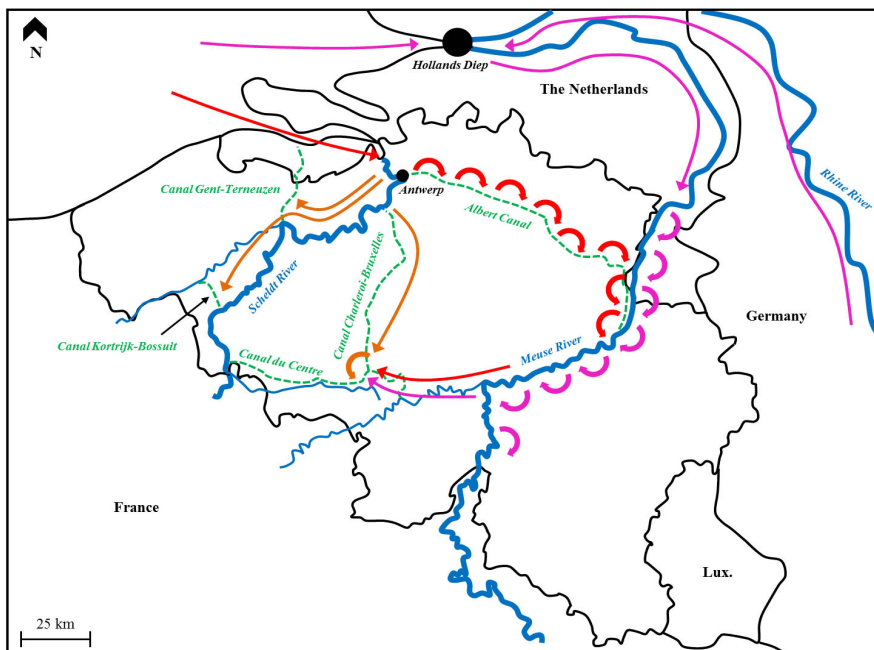 N
Hollands Diep
The Netherlands
Canal Gent-Terneuzen
Antwerp
Albert Canal
Rhine River
Scheldt River
Canal Charleroi-Bruxelles
Germany
Canal Kortrijk-Bossuit
Canal du Centre
Meuse River
France
Lux.
25 km